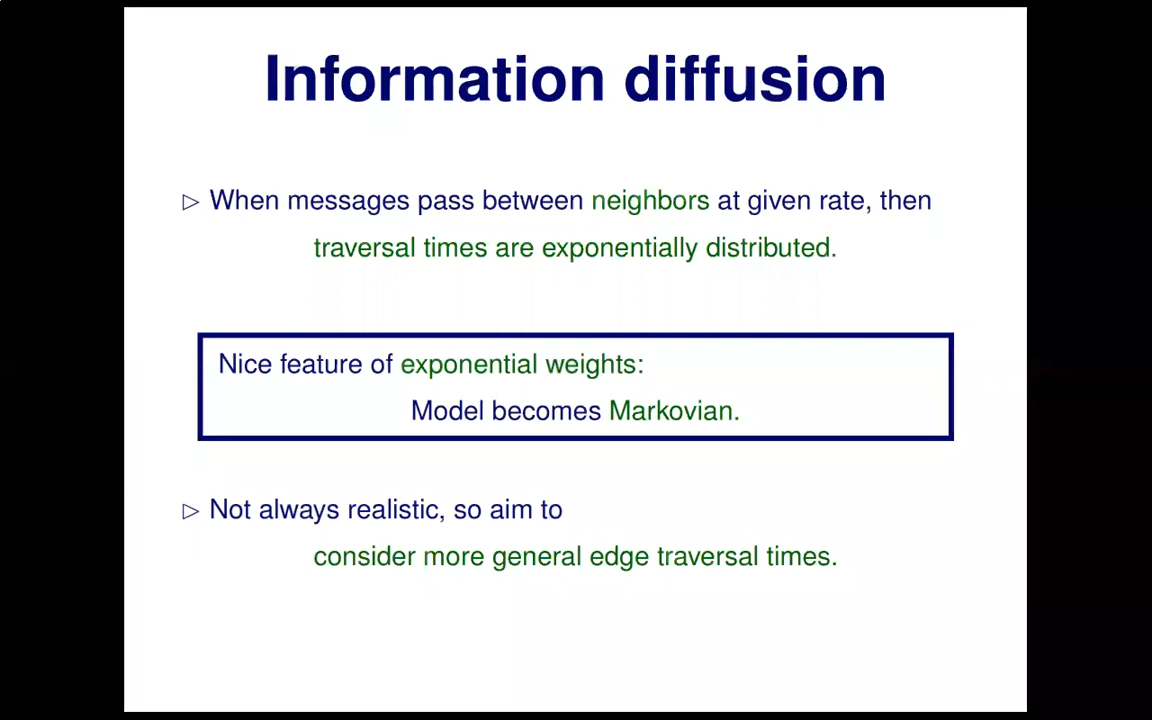 Information diffusion
▷ When messages pass between neighbors at given rate, then
traversal times are exponentially distributed.
Nice feature of exponential weights:
Model becomes Markovian.
▷ Not always realistic, so aim to
consider more general edge traversal times.